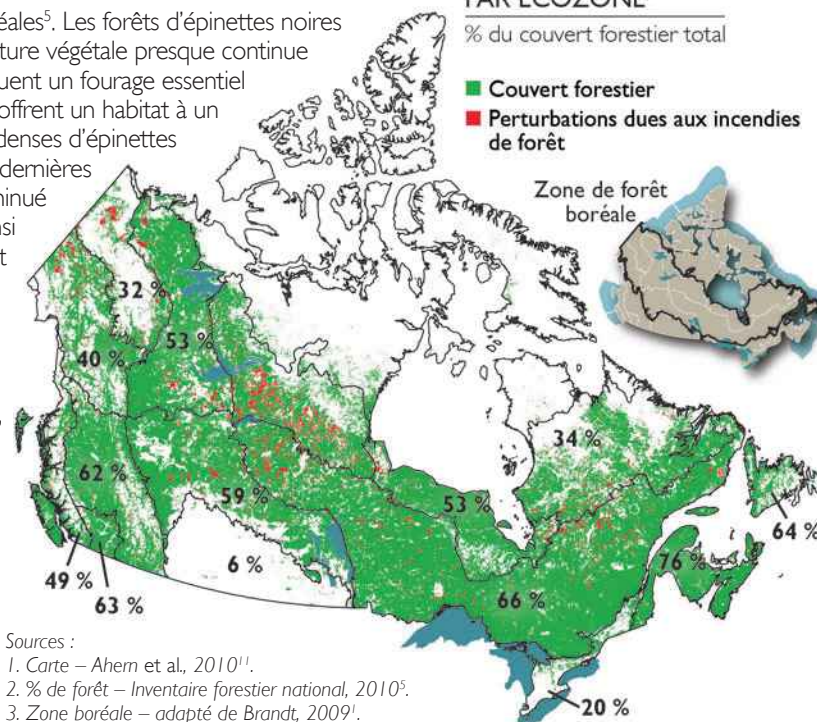 éales⁵. Les forêts d'épinettes noires
ture végétale presque continue
uent un fourage essentiel
offrent un habitat à un
denses d'épinettes
dernières
inué
nsi
t
PAR ÉCOZONE
% du couvert forestier total
Couvert forestier
Perturbations dues aux incendies
de forêt
Zone de forêt
boréale
32 %
53 %
40 %
34 %
62 %
59 %
53 %
64 %
49 %
6 %
76 %
63 %
66 %
20 %
Sources :
1. Carte – Ahern et al., 2010¹¹.
2. % de forêt – Inventaire forestier national, 2010⁵.
3. Zone boréale – adapté de Brandt, 2009¹.